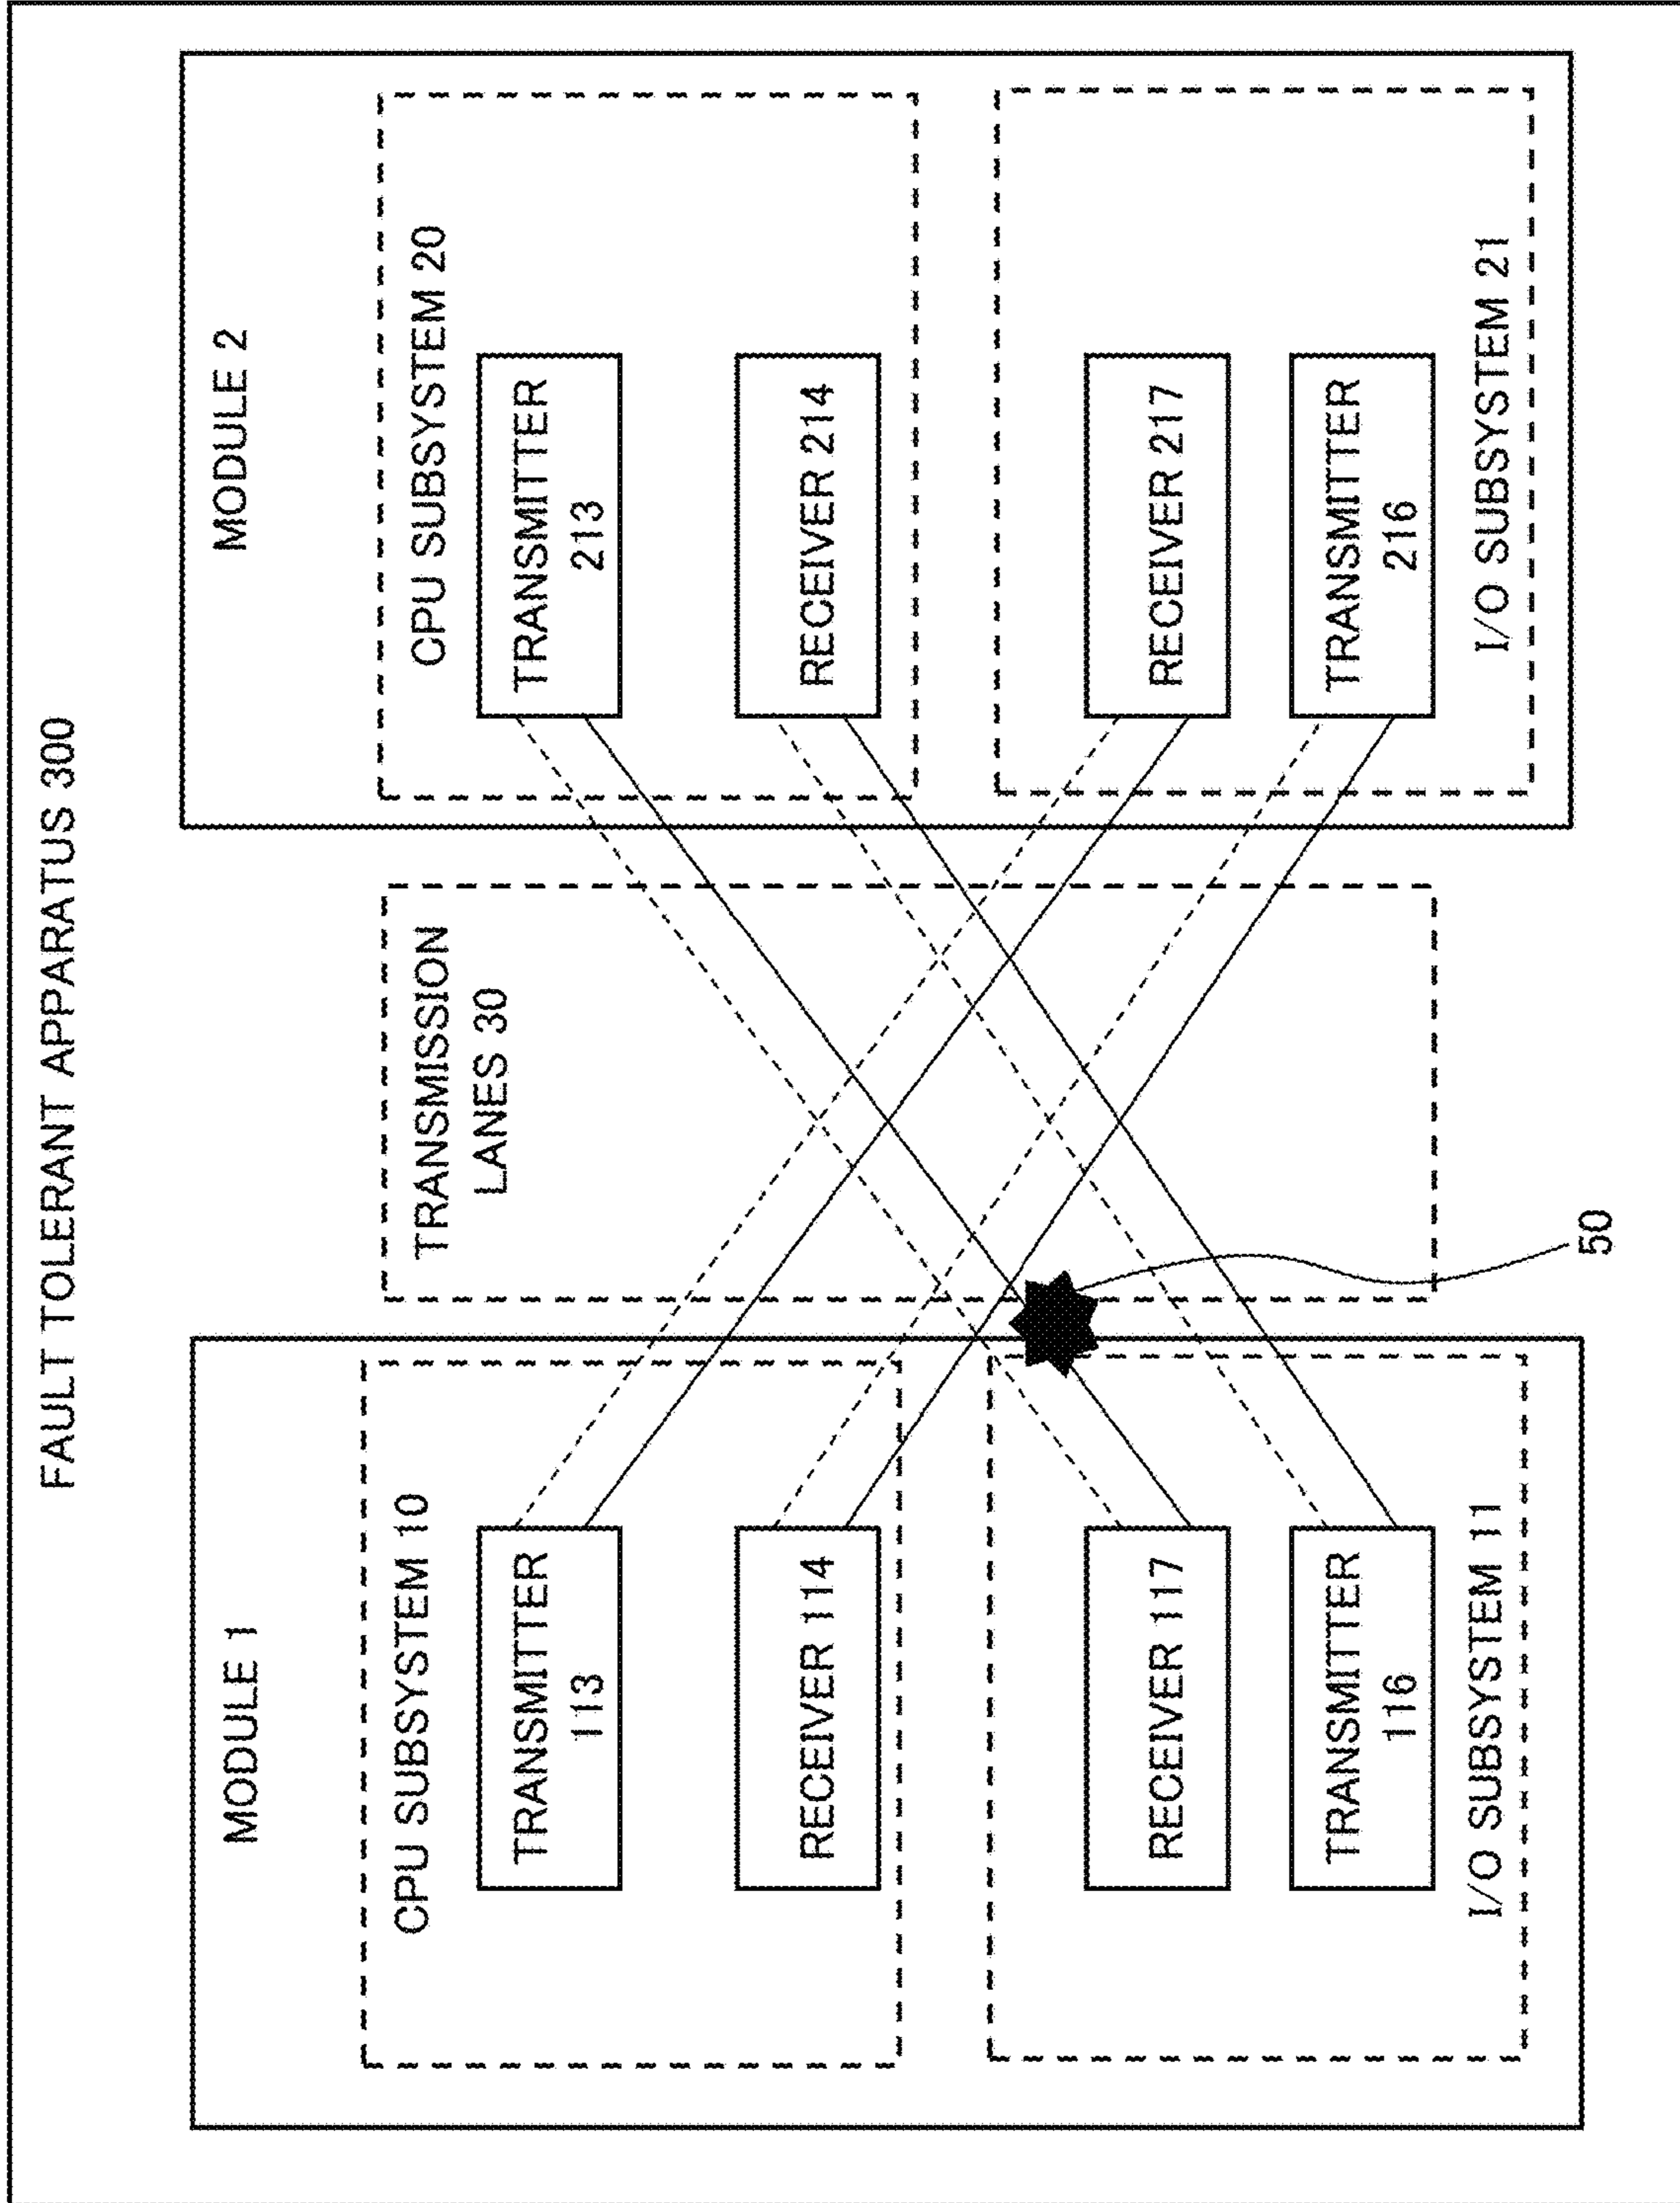 FAULT TOLERANT APPARATUS 300
MODULE 1
CPU SUBSYSTEM 10
TRANSMITTER
113
RECEIVER 114
RECEIVER 117
TRANSMITTER
116
I/O SUBSYSTEM 11
TRANSMISSION
LANES 30
50
MODULE 2
CPU SUBSYSTEM 20
TRANSMITTER
213
RECEIVER 214
RECEIVER 217
TRANSMITTER
216
I/O SUBSYSTEM 21